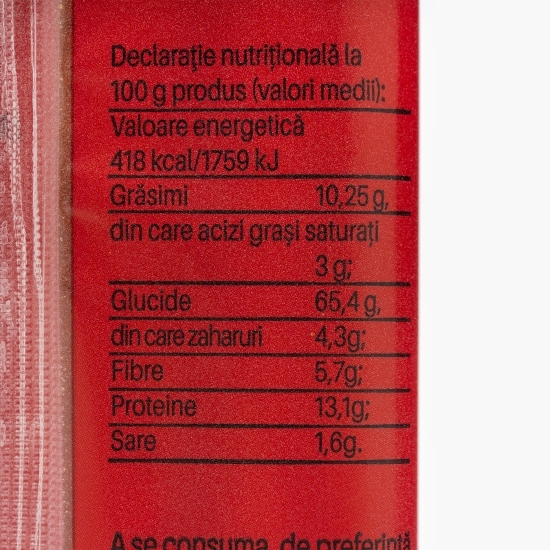 Declarație nutrițională la
100 g produs (valori medii):
Valoare energetică
418 kcal/1759 kJ
Grăsimi 10,25 g,
din care acizi grași saturați
3 g;
Glucide 65,4 g,
din care zaharuri 4,3g;
Fibre 5,7g;
Proteine 13,1g;
Sare 1,6g.
A se consuma, de preferință